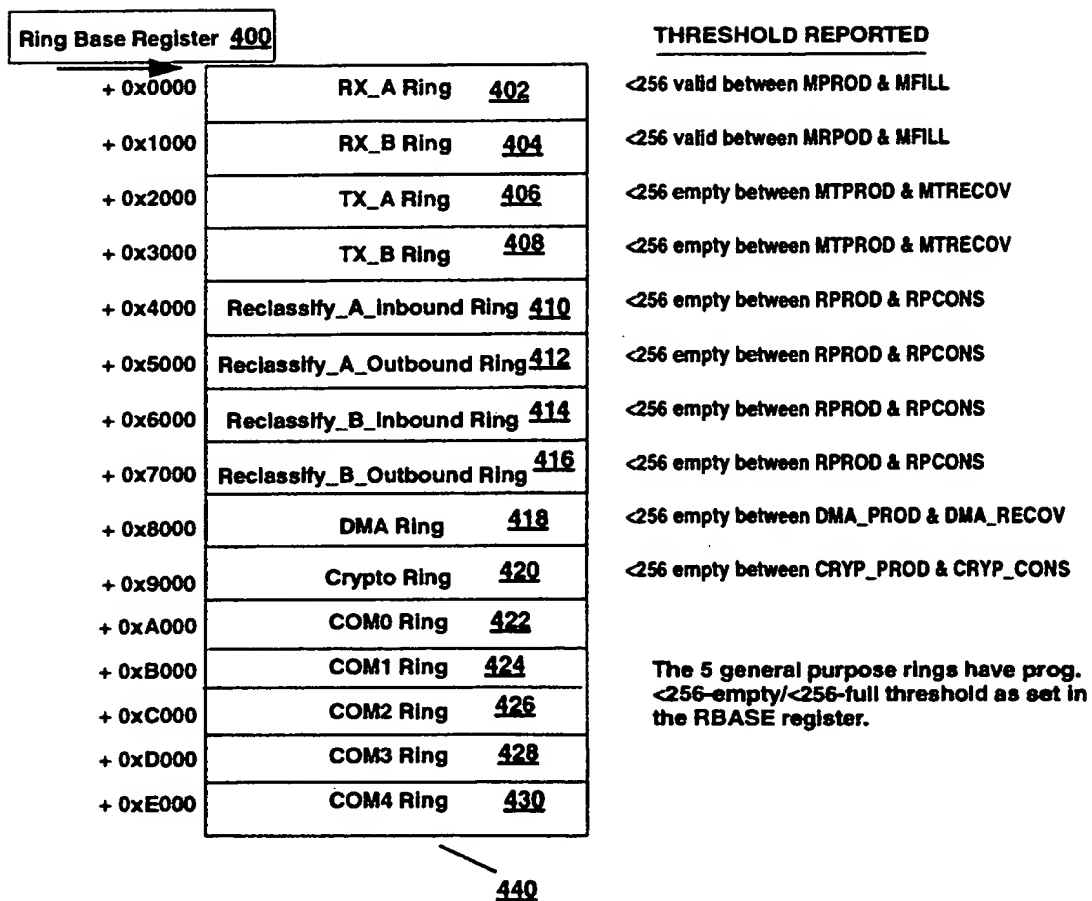 Ring Base Register 400
THRESHOLD REPORTED
+ 0x0000 RX_A Ring 402 <256 valid between MPROD & MFILL
+ 0x1000 RX_B Ring 404 <256 valid between MRPOD & MFILL
+ 0x2000 TX_A Ring 406 <256 empty between MTPROD & MTRECOV
+ 0x3000 TX_B Ring 408 <256 empty between MTPROD & MTRECOV
+ 0x4000 Reclassify_A_inbound Ring 410 <256 empty between RPROD & RPCONS
+ 0x5000 Reclassify_A_Outbound Ring 412 <256 empty between RPROD & RPCONS
+ 0x6000 Reclassify_B_Inbound Ring 414 <256 empty between RPROD & RPCONS
+ 0x7000 Reclassify_B_Outbound Ring 416 <256 empty between RPROD & RPCONS
+ 0x8000 DMA Ring 418 <256 empty between DMA_PROD & DMA_RECOV
+ 0x9000 Crypto Ring 420 <256 empty between CRYP_PROD & CRYP_CONS
+ 0xA000 COM0 Ring 422
+ 0xB000 COM1 Ring 424
+ 0xC000 COM2 Ring 426
+ 0xD000 COM3 Ring 428
+ 0xE000 COM4 Ring 430
The 5 general purpose rings have prog.
<256-empty/<256-full threshold as set in
the RBASE register.
440